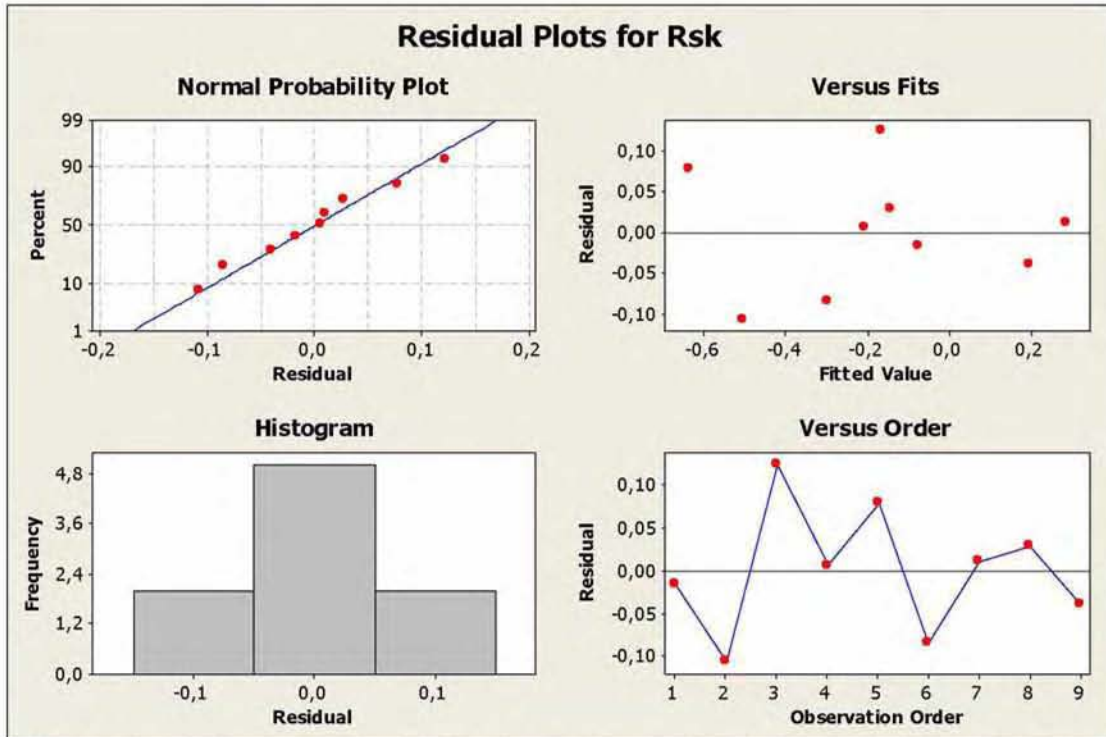 Residual Plots for Rsk
Normal Probability Plot
99
90
50
10
1
Percent
-0,2 -0,1 0,0 0,1 0,2
Residual
Versus Fits
0,10
0,05
0,00
-0,05
-0,10
Residual
-0,6 -0,4 -0,2 0,0 0,2
Fitted Value
Histogram
4,8
3,6
2,4
1,2
0,0
Frequency
-0,1 0,0 0,1
Residual
Versus Order
0,10
0,05
0,00
-0,05
-0,10
Residual
1 2 3 4 5 6 7 8 9
Observation Order